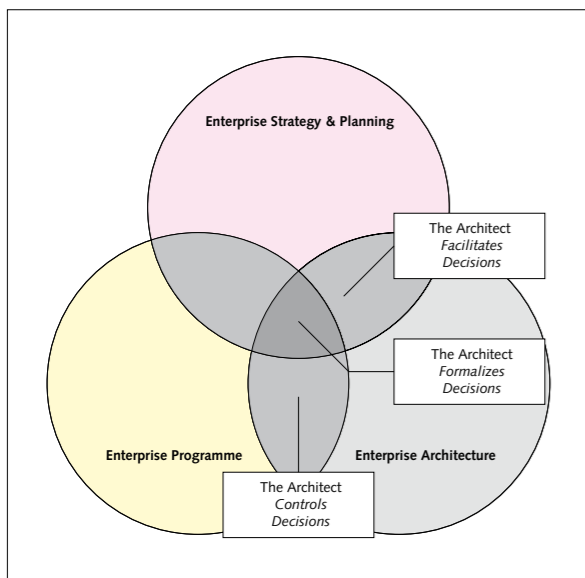 Enterprise Strategy & Planning
The Architect
Facilitates
Decisions
The Architect
Formalizes
Decisions
Enterprise Programme
Enterprise Architecture
The Architect
Controls
Decisions